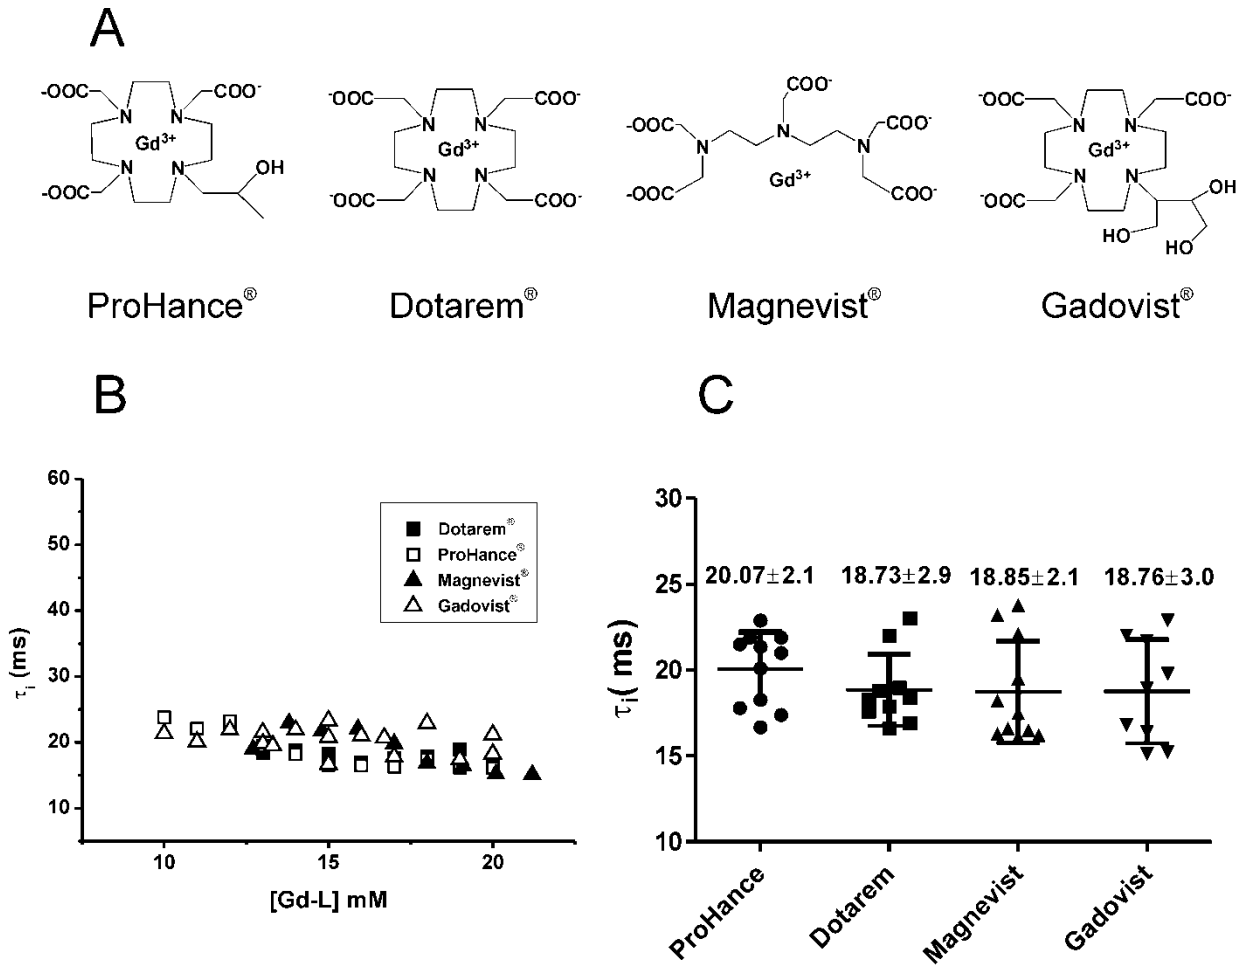 A
-OOC COO-
N N
Gd3+
N N
-OOC OH
-OOC COO-
N N
Gd3+
N N
-OOC COO-
COO-
-OOC N COO-
N N
-OOC Gd3+ COO-
-OOC COO-
N N
Gd3+
N N
-OOC OH
HO
HO
ProHance® Dotarem® Magnevist® Gadovist®
B
60
50
40
30
20
10
τi (ms)
Dotarem®
ProHance®
Magnevist®
Gadovist®
10 15 20
[Gd-L] mM
C
30
25
20
15
10
τi( ms)
20.07±2.1 18.73±2.9 18.85±2.1 18.76±3.0
ProHance Dotarem Magnevist Gadovist